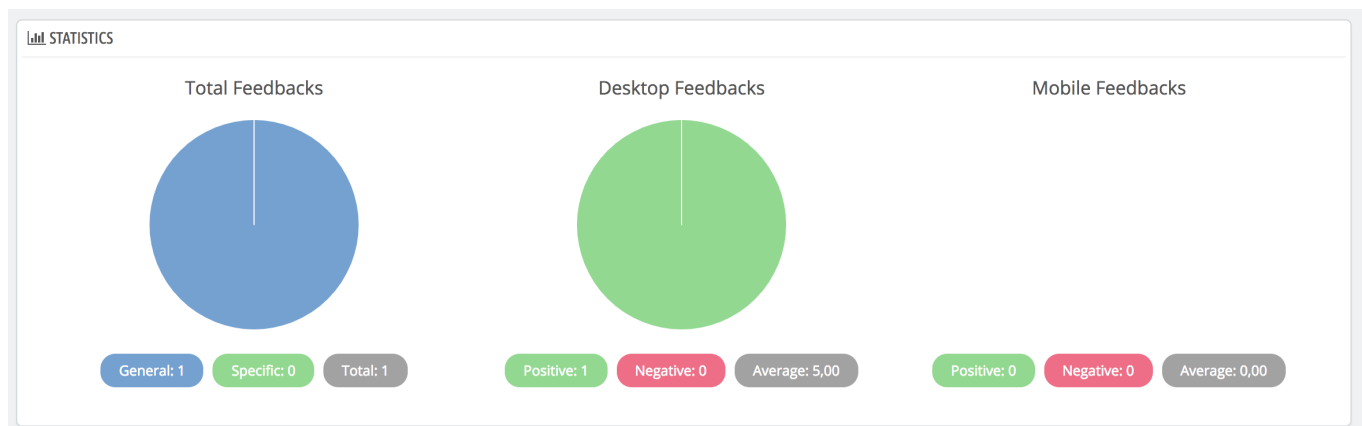 STATISTICS
Total Feedbacks
Desktop Feedbacks
Mobile Feedbacks
General: 1
Specific: 0
Total: 1
Positive: 1
Negative: 0
Average: 5,00
Positive: 0
Negative: 0
Average: 0,00